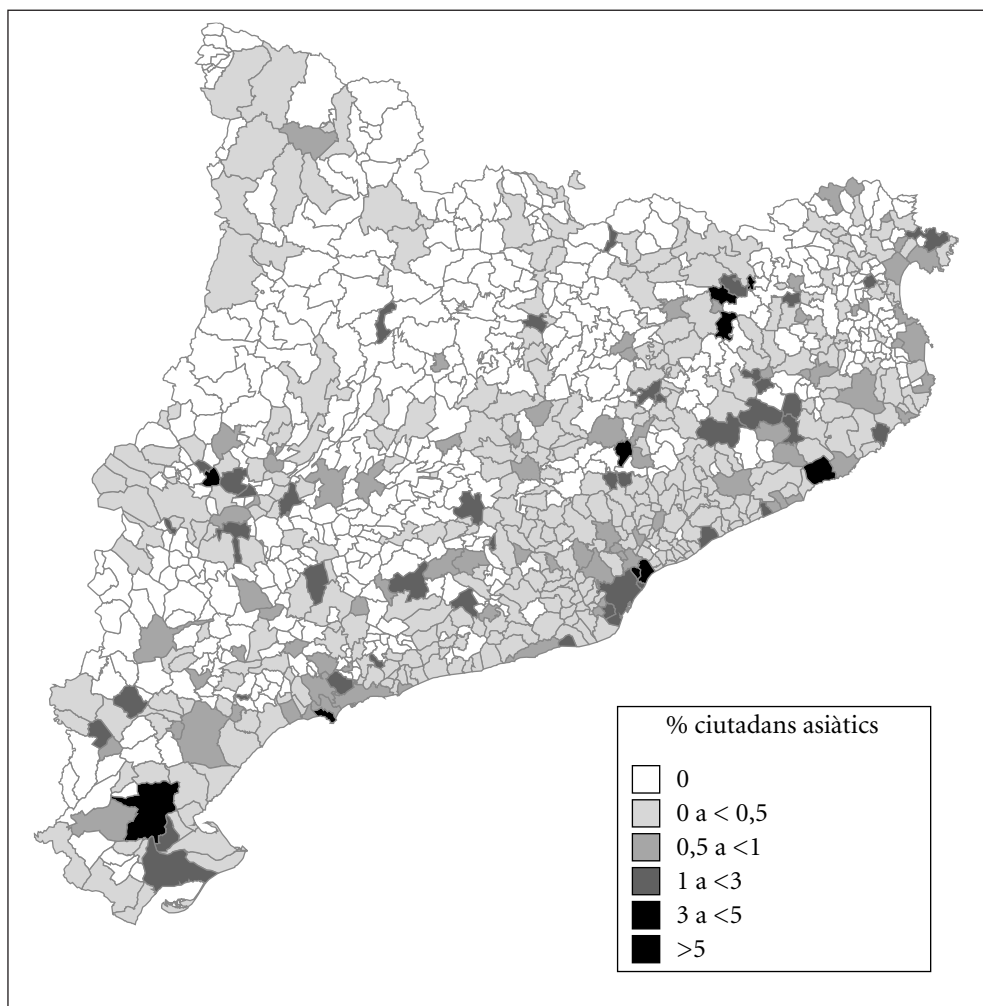 % ciutadans asiàtics
0
0 a < 0,5
0,5 a <1
1 a <3
3 a <5
>5